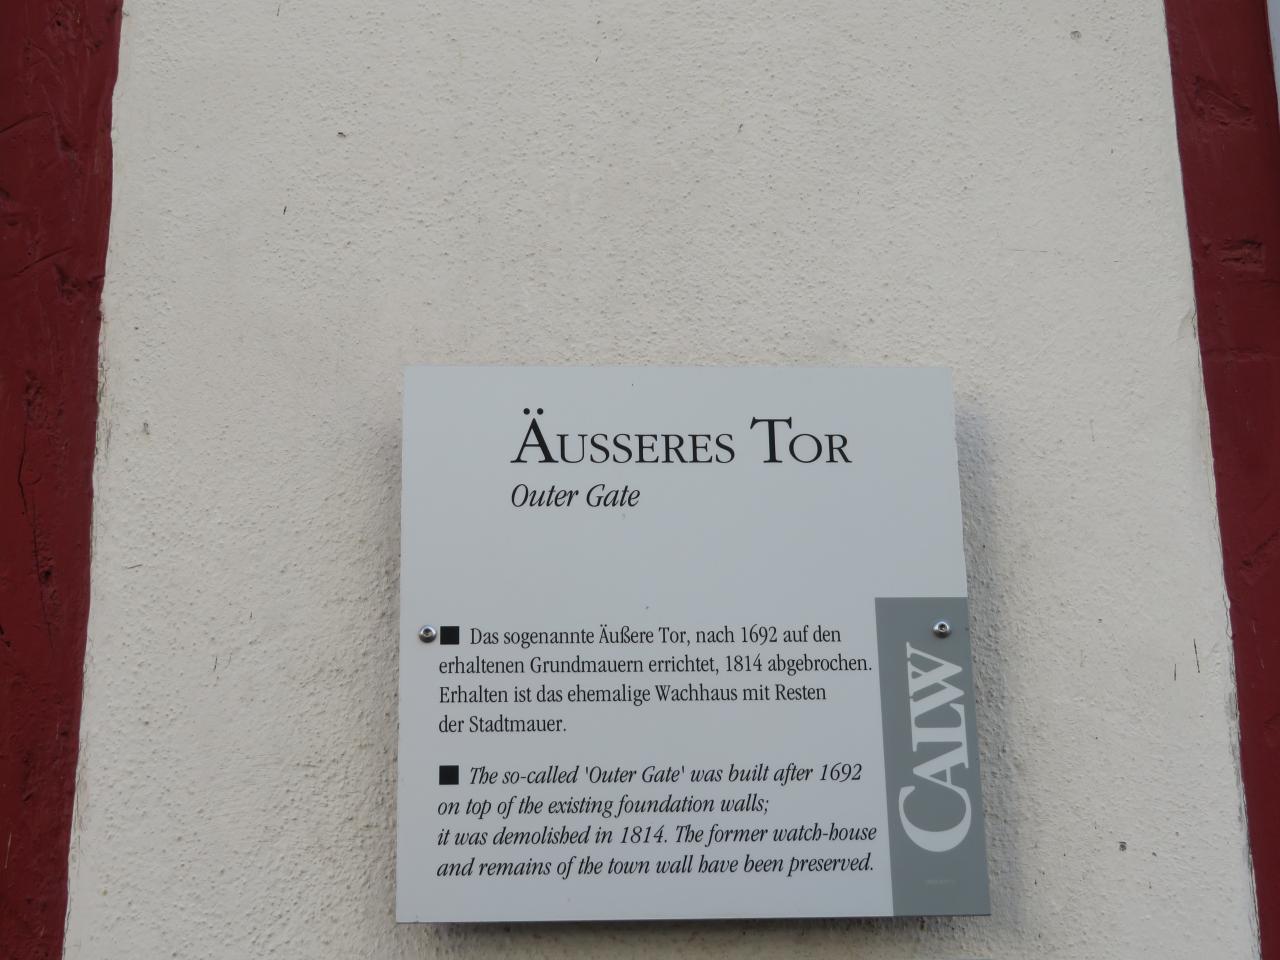 ÄUSSERES TOR
Outer Gate
■ Das sogenannte Äußere Tor, nach 1692 auf den
erhaltenen Grundmauern errichtet, 1814 abgebrochen.
Erhalten ist das ehemalige Wachhaus mit Resten
der Stadtmauer.
■ The so-called 'Outer Gate' was built after 1692
on top of the existing foundation walls;
it was demolished in 1814. The former watch-house
and remains of the town wall have been preserved.
CALW